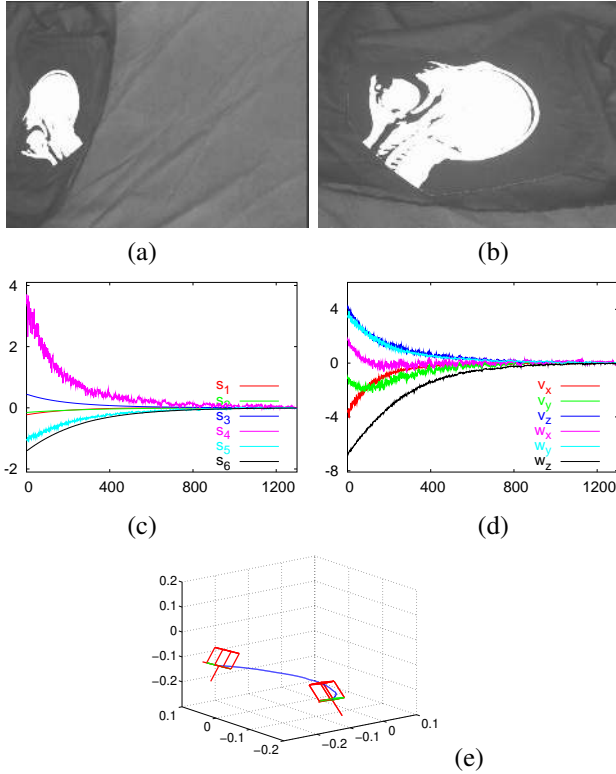 (a) (b)
4
2
0
-2
0 400 800 1200
s1
s2
s3
s4
s5
s6
4
0
-4
-8
0 400 800 1200
vx
vy
vz
wx
wy
wz
(c) (d)
0.2
0.1
0
−0.1
−0.2
0.1 0 −0.1 −0.2
−0.2 −0.1 0 0.1
(e)